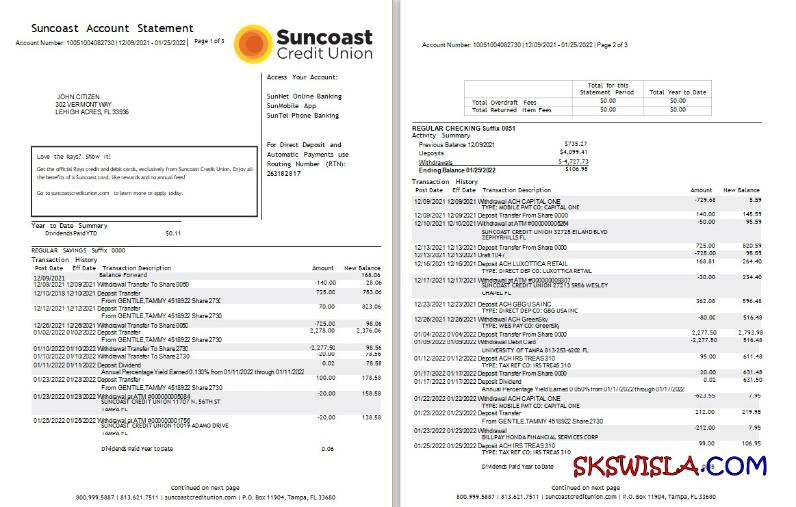 Suncoast Account Statement
Account Number: 10051004082730 | 12/09/2021 - 01/25/2022 | Page 1 of 3
Suncoast
Credit Union
JOHN CITIZEN
302 VERMONT WAY
LEHIGH ACRES, FL 33936
Access Your Account:
SunNet Online Banking
SunMobile App
SunTel Phone Banking
For Direct Deposit and
Automatic Payments use
Routing Number (RTN):
263182817
Love the Rays? Show it!
Get the official Rays credit and debit cards, exclusively from Suncoast Credit Union. Enjoy all
the benefits of a Suncoast card, like rewards and no annual fee!
Go to suncoastcreditunion.com to learn more or apply today.
Year to Date Summary
Dividends Paid YTD $0.11
REGULAR SAVINGS Suffix 0000
Transaction History
Post Date Eff Date Transaction Description Amount New Balance
12/09/2021 Balance Forward 168.06
12/09/2021 12/09/2021 Withdrawal Transfer To Share 0050 -140.00 28.06
12/10/2018 12/10/2021 Deposit Transfer 725.00 753.06
From GENTILE,TAMMY 4518922 Share 2730
70.00 823.06
From GENTILE,TAMMY 4518922 Share 2730
12/26/2021 12/26/2021 Withdrawal Transfer To Share 0050 -725.00 98.06
01/02/2022 01/02/2022 Deposit Transfer 2,278.00 2,376.06
From GENTILE,TAMMY 4518922 Share 2730
01/10/2022 01/10/2022 Withdrawal Transfer To Share 0050 -2,277.50 98.56
01/10/2022 01/10/2022 Withdrawal Transfer To Share 2730 -20.00 78.56
01/11/2022 01/11/2022 Deposit Dividend 0.02 78.58
Annual Percentage Yield Earned 0.130% from 01/11/2022 through 01/11/2022
01/23/2022 01/23/2022 Deposit Transfer 100.00 178.58
From GENTILE,TAMMY 4518922 Share 2730
01/23/2022 01/23/2022 Withdrawal at ATM #000000005084 -20.00 158.58
SUNCOAST CREDIT UNION 11707 N. 56TH ST
TAMPA FL
01/25/2022 01/25/2022 Withdrawal at ATM #000000001756 -20.00 138.58
SUNCOAST CREDIT UNION 10019 ADAMO DRIVE
TAMPA FL
Dividends Paid Year to Date 0.06
Continued on next page
800.999.5887 | 813.621.7511 | suncoastcreditunion.com | P.O. Box 11904, Tampa, FL 33680
Account Number: 10051004082730 | 12/09/2021 - 01/25/2022 | Page 2 of 3
Total for this
Statement Period Total Year to Date
Total Overdraft Fees $0.00 $0.00
Total Returned Item Fees $0.00 $0.00
REGULAR CHECKING Suffix 0051
Activity Summary
Previous Balance 12/09/2021 $735.27
Deposits $4,099.41
Withdrawals $-4,727.73
Ending Balance 01/25/2022 $106.95
Transaction History
Post Date Eff Date Transaction Description Amount New Balance
12/09/2021 12/09/2021 Withdrawal ACH CAPITAL ONE -729.68 5.59
TYPE: MOBILE PMT CO: CAPITAL ONE
12/09/2021 12/09/2021 Deposit Transfer From Share 0000 140.00 145.59
12/10/2021 12/10/2021 Withdrawal at ATM #000000005264 -50.00 95.59
SUNCOAST CREDIT UNION 32728 EILAND BLVD
ZEPHYRHILLS FL
12/13/2021 12/13/2021 Deposit Transfer From Share 0000 725.00 820.59
12/13/2021 12/13/2021 Draft 1047 -725.00 95.59
12/16/2021 12/16/2021 Deposit ACH LUXOTTICA RETAIL 168.81 264.40
TYPE: DIRECT DEP CO: LUXOTTICA RETAIL
12/17/2021 12/17/2021 Withdrawal at ATM -30.00 234.40
SUNCOAST CREDIT UNION 27213 SR56 WESLEY
CHAPEL FL
12/23/2021 12/23/2021 Deposit ACH GBG USA INC 362.00 596.48
TYPE: DIRECT DEP CO: GBG USA INC
12/26/2021 12/26/2021 Withdrawal ACH GreenSky -80.00 516.48
TYPE: WEB PAY CO: GreenSky
01/04/2022 01/04/2022 Deposit Transfer From Share 0000 2,277.50 2,793.98
01/09/2022 01/09/2022 Withdrawal Debit Card -2,277.50 516.48
UNIVERSITY OF TAMPA 813-253-6202 FL
01/12/2022 01/12/2022 Deposit ACH IRS TREAS 310 95.00 611.48
TYPE: TAX REF CO: IRS TREAS 310
01/17/2022 01/17/2022 Deposit Transfer From Share 0000 20.00 631.48
01/17/2022 01/17/2022 Deposit Dividend 0.02 631.50
Annual Percentage Yield Earned 0.050% from 01/17/2022 through 01/17/2022
01/22/2022 01/22/2022 Withdrawal ACH CAPITAL ONE -623.55 7.95
TYPE: MOBILE PMT CO: CAPITAL ONE
01/23/2022 01/23/2022 Deposit Transfer 212.00 219.95
From GENTILE,TAMMY 4518922 Share 2730
01/23/2022 01/23/2022 Withdrawal -212.00 7.95
BILLPAY HONDA FINANCIAL SERVICES CORP
01/25/2022 01/25/2022 Deposit ACH IRS TREAS 310 99.00 106.95
TYPE: TAX REF CO: IRS TREAS 310
Dividends Paid Year to Date
SKSWISLA.COM
Continued on next page
800.999.5887 | 813.621.7511 | suncoastcreditunion.com | P.O. Box 11904, Tampa, FL 33680